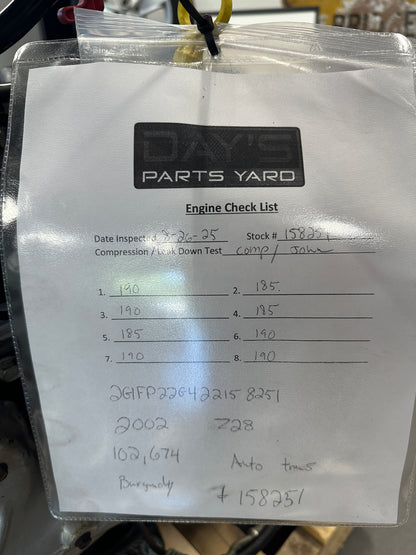 DAY'S
PARTS YARD
Engine Check List
Date Inspected 8-26-25 Stock # 158251
Compression / Leak Down Test comp / John
1. 190 2. 185
3. 190 4. 185
5. 185 6. 190
7. 190 8. 190
2G1FP22G422158251
2002 Z28
102,674 Auto trans
Burgundy # 158251